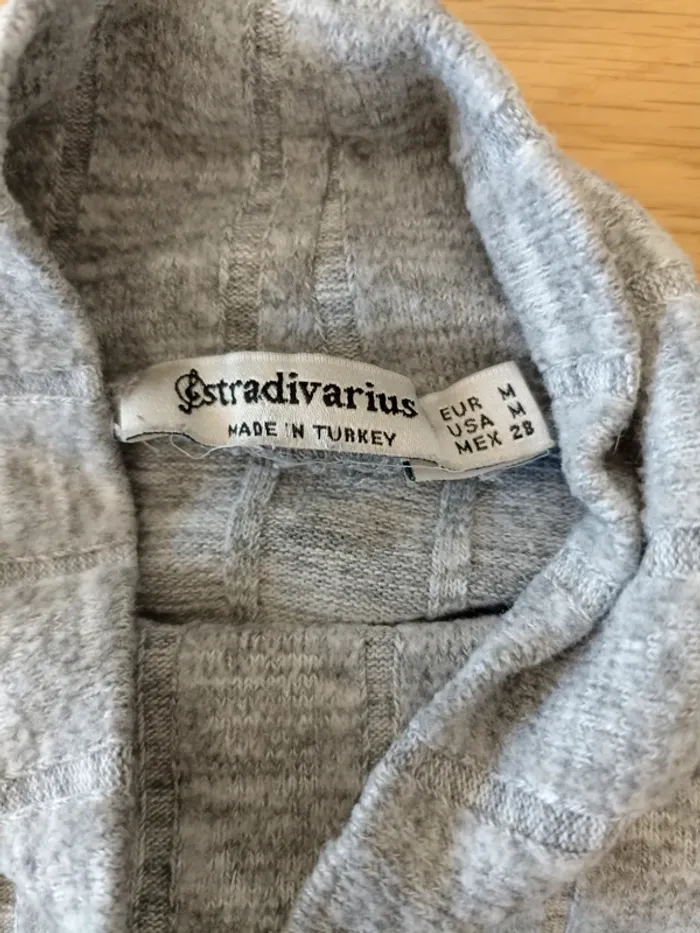 Stradivarius
MADE IN TURKEY
EUR M
USA M
MEX 28